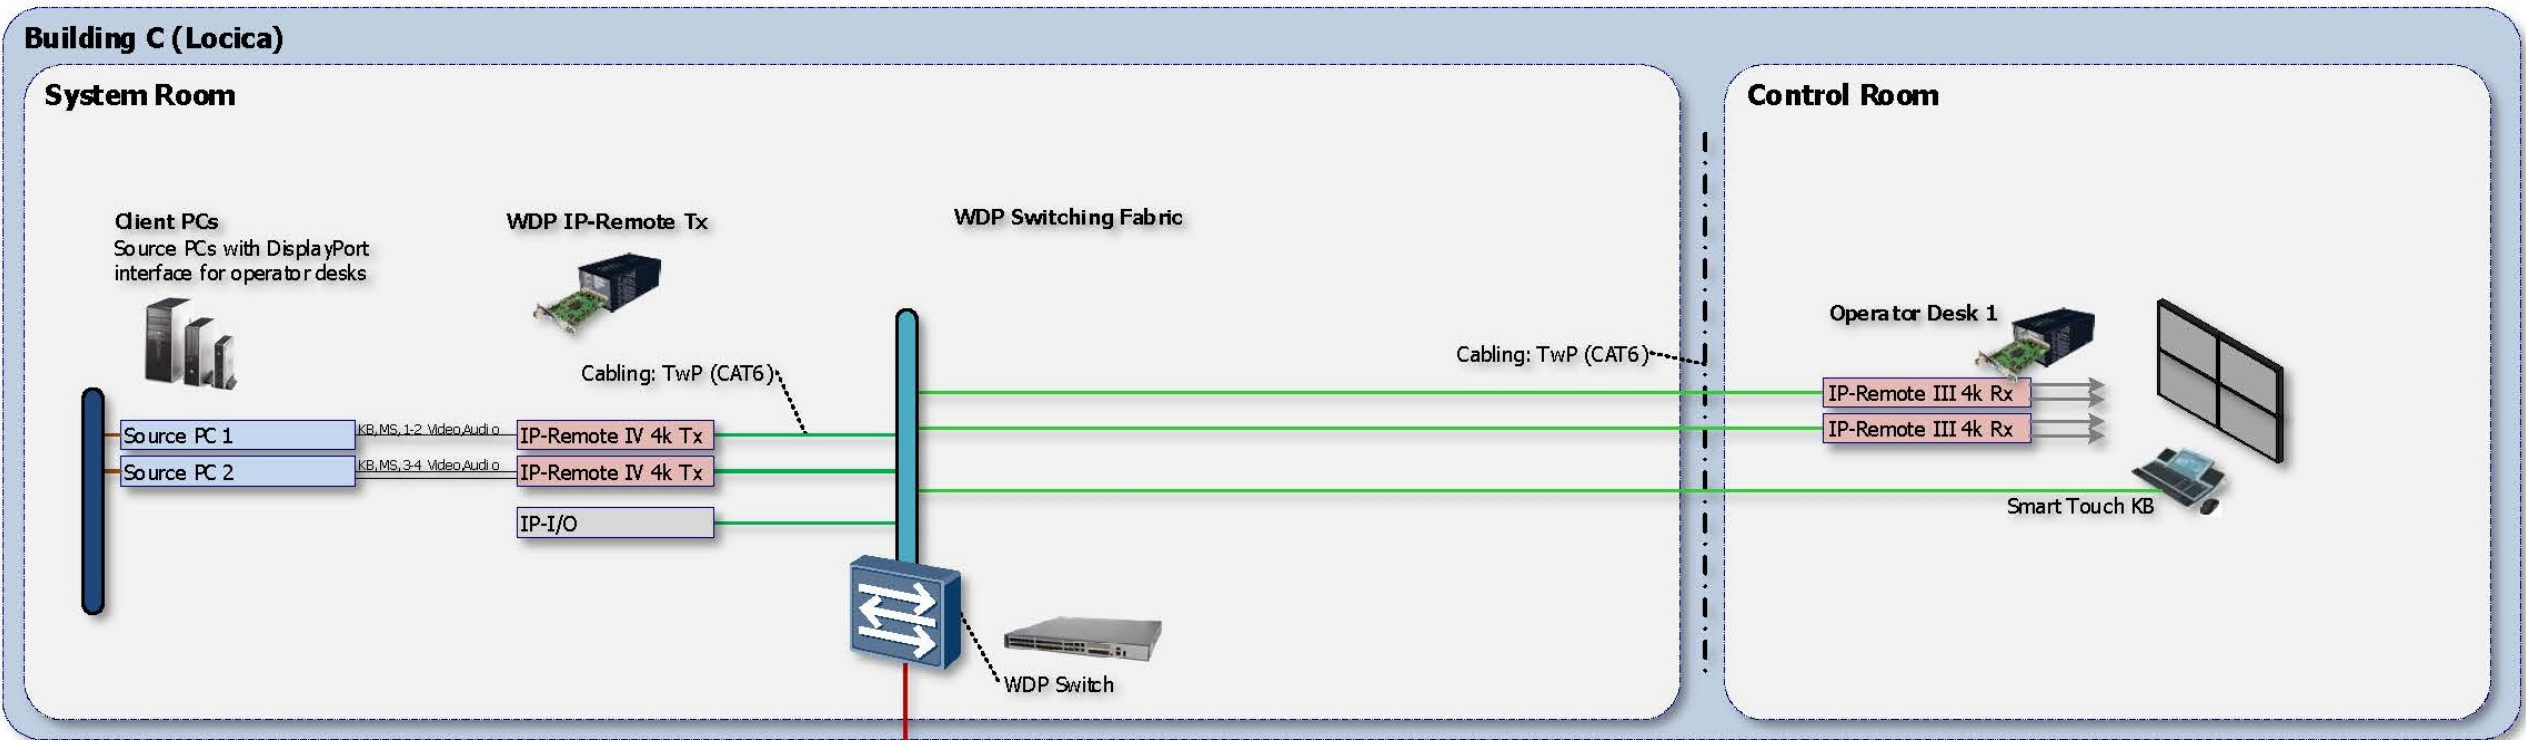 Building C (Locica)
System Room
Control Room
Client PCs
Source PCs with DisplayPort
interface for operator desks
WDP IP-Remote Tx
WDP Switching Fabric
Operator Desk 1
Cabling: TwP (CAT6)
Cabling: TwP (CAT6)
IP-Remote III 4k Rx
IP-Remote III 4k Rx
Source PC 1
KB,MS,1-2 Video,Audio
IP-Remote IV 4k Tx
Source PC 2
KB,MS,3-4 Video,Audio
IP-Remote IV 4k Tx
IP-I/O
Smart Touch KB
WDP Switch